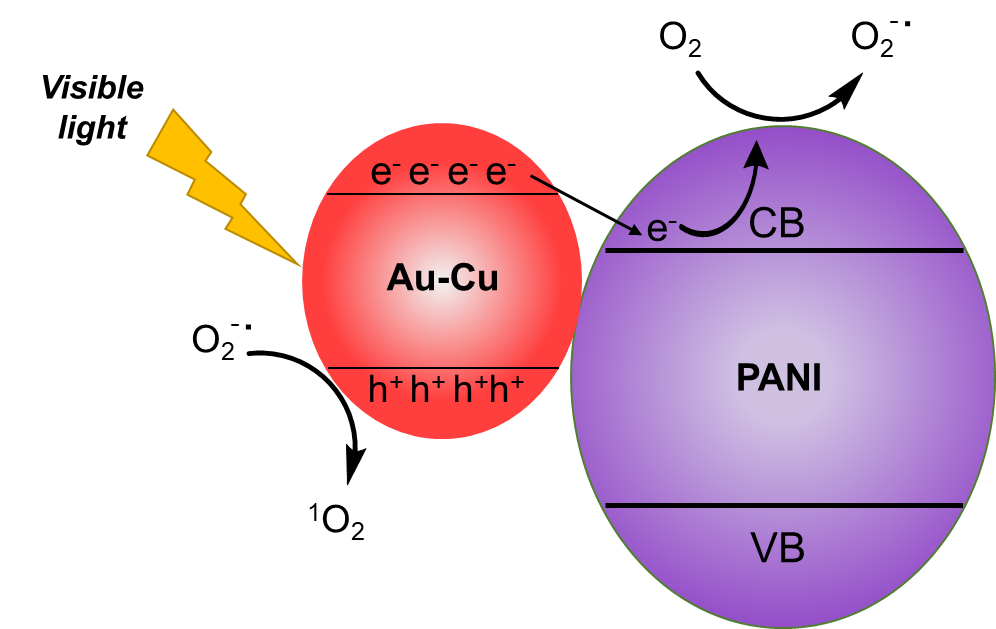 O₂ O₂⁻˙
Visible
light
e⁻ e⁻ e⁻ e⁻
e⁻ CB
Au-Cu
O₂⁻˙
h⁺ h⁺ h⁺h⁺
PANI
¹O₂
VB